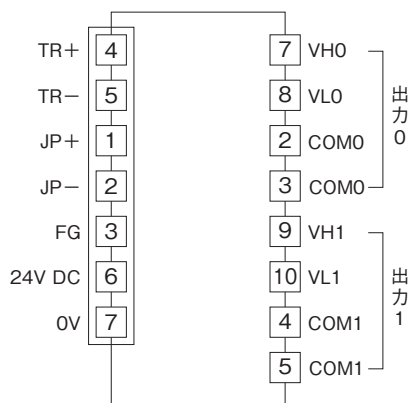 TR+ 4
TR− 5
JP+ 1
JP− 2
FG 3
24V DC 6
0V 7
7 VH0
8 VL0
2 COM0
3 COM0
出力0
9 VH1
10 VL1
4 COM1
5 COM1
出力1